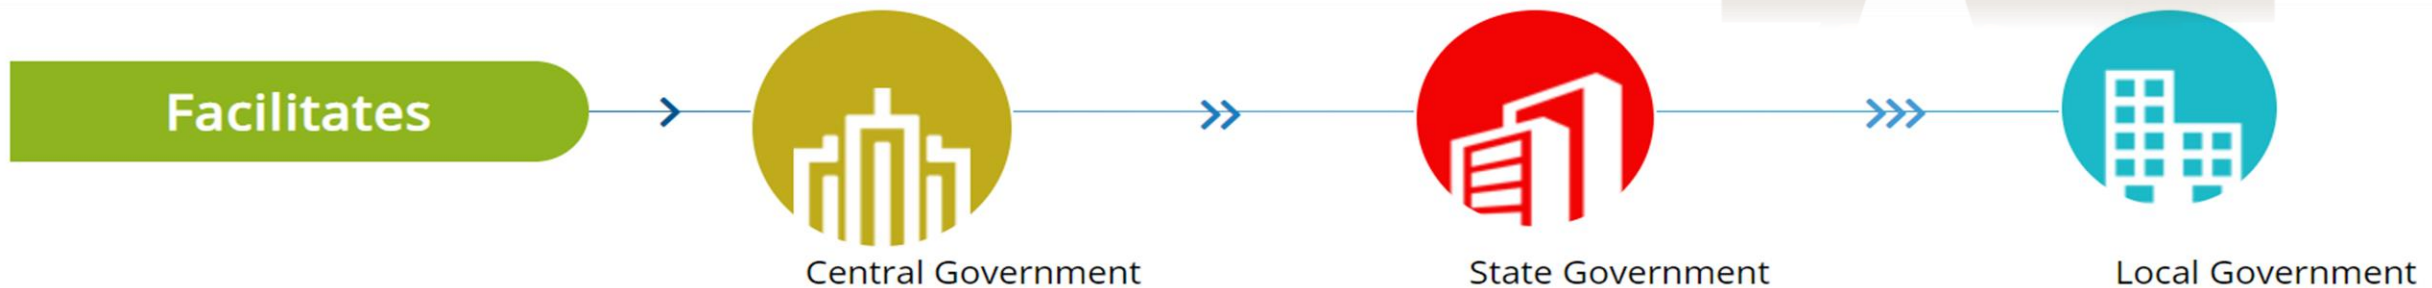 Facilitates
Central Government
State Government
Local Government